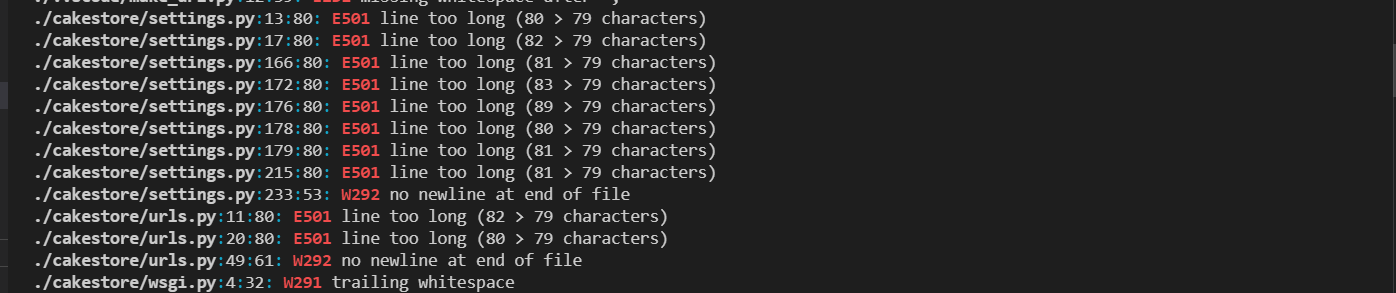 ./cakestore/settings.py:13:80: E501 line too long (80 > 79 characters)
./cakestore/settings.py:17:80: E501 line too long (82 > 79 characters)
./cakestore/settings.py:166:80: E501 line too long (81 > 79 characters)
./cakestore/settings.py:172:80: E501 line too long (83 > 79 characters)
./cakestore/settings.py:176:80: E501 line too long (89 > 79 characters)
./cakestore/settings.py:178:80: E501 line too long (80 > 79 characters)
./cakestore/settings.py:179:80: E501 line too long (81 > 79 characters)
./cakestore/settings.py:215:80: E501 line too long (81 > 79 characters)
./cakestore/settings.py:233:53: W292 no newline at end of file
./cakestore/urls.py:11:80: E501 line too long (82 > 79 characters)
./cakestore/urls.py:20:80: E501 line too long (80 > 79 characters)
./cakestore/urls.py:49:61: W292 no newline at end of file
./cakestore/wsgi.py:4:32: W291 trailing whitespace